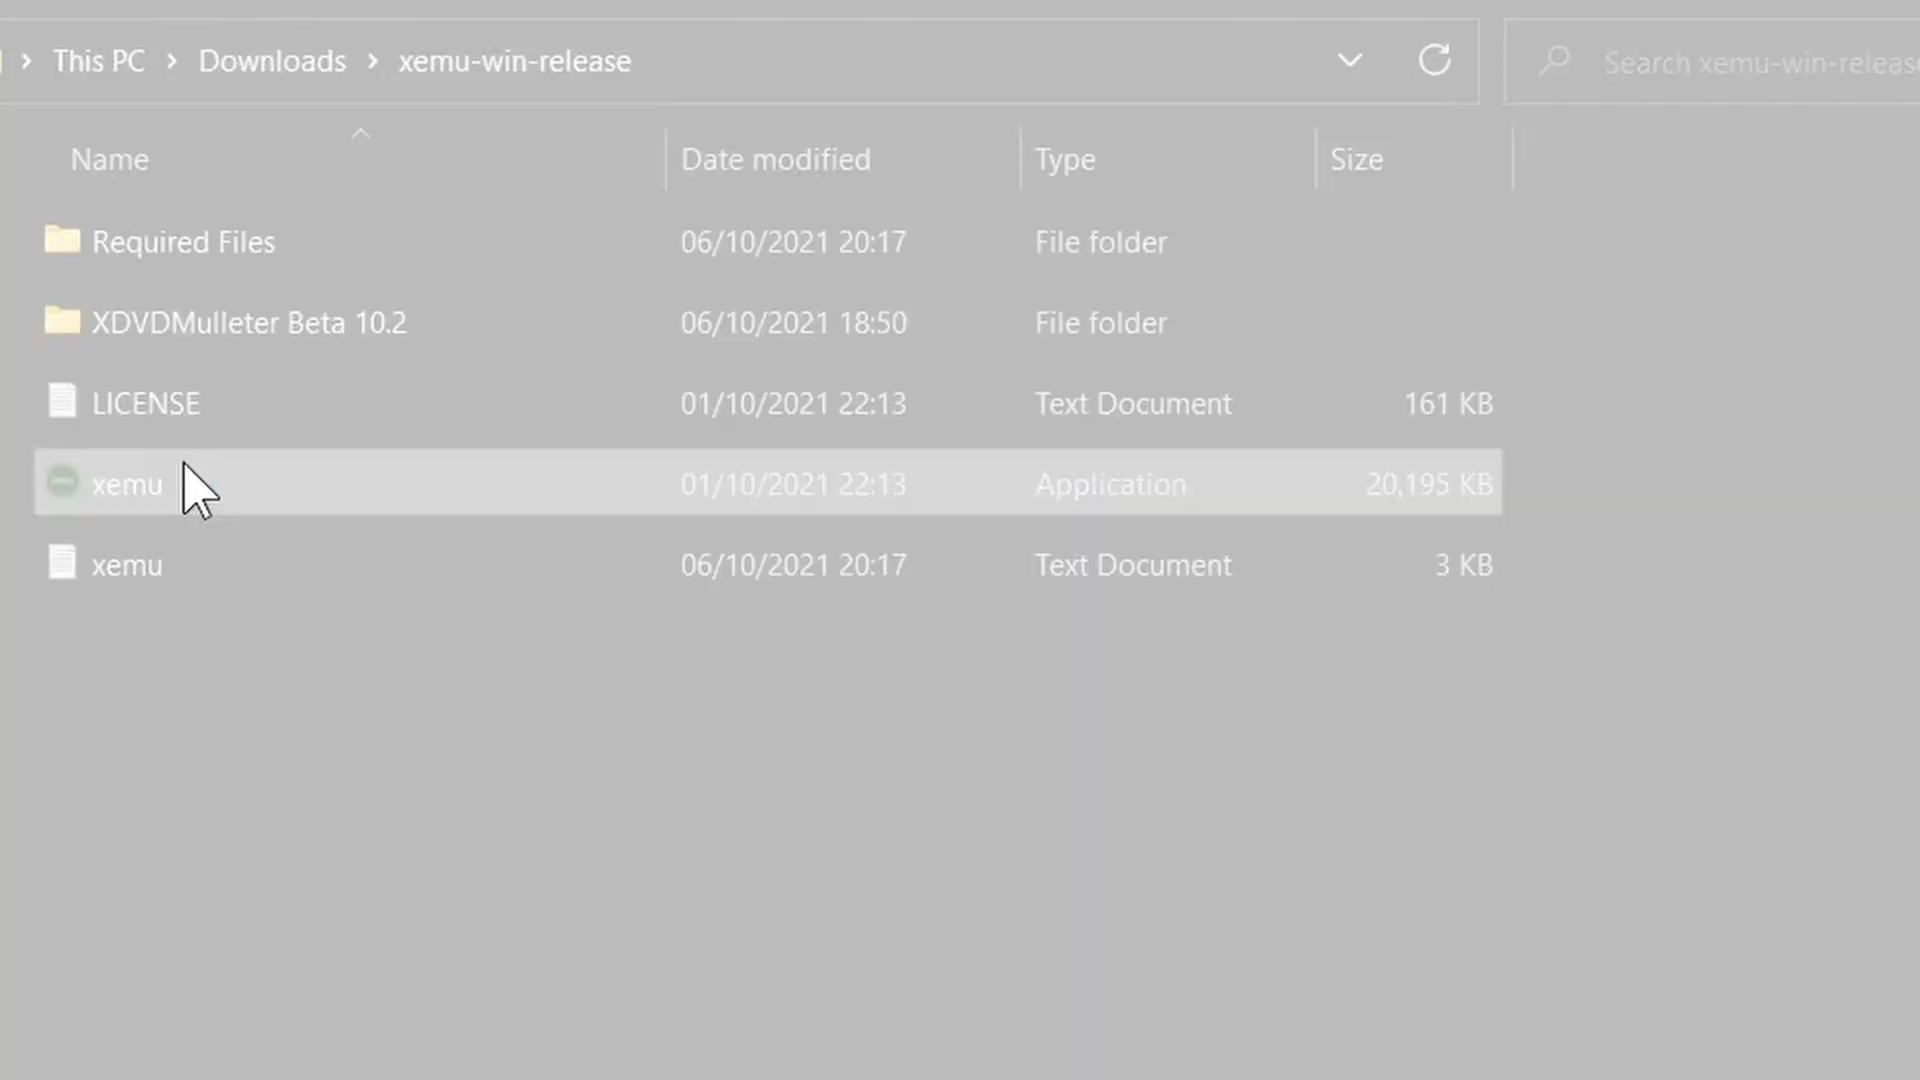 This PC > Downloads > xemu-win-release
Search xemu-win-releas
Name Date modified Type Size
Required Files 06/10/2021 20:17 File folder
XDVDMulleter Beta 10.2 06/10/2021 18:50 File folder
LICENSE 01/10/2021 22:13 Text Document 161 KB
xemu 01/10/2021 22:13 Application 20,195 KB
xemu 06/10/2021 20:17 Text Document 3 KB